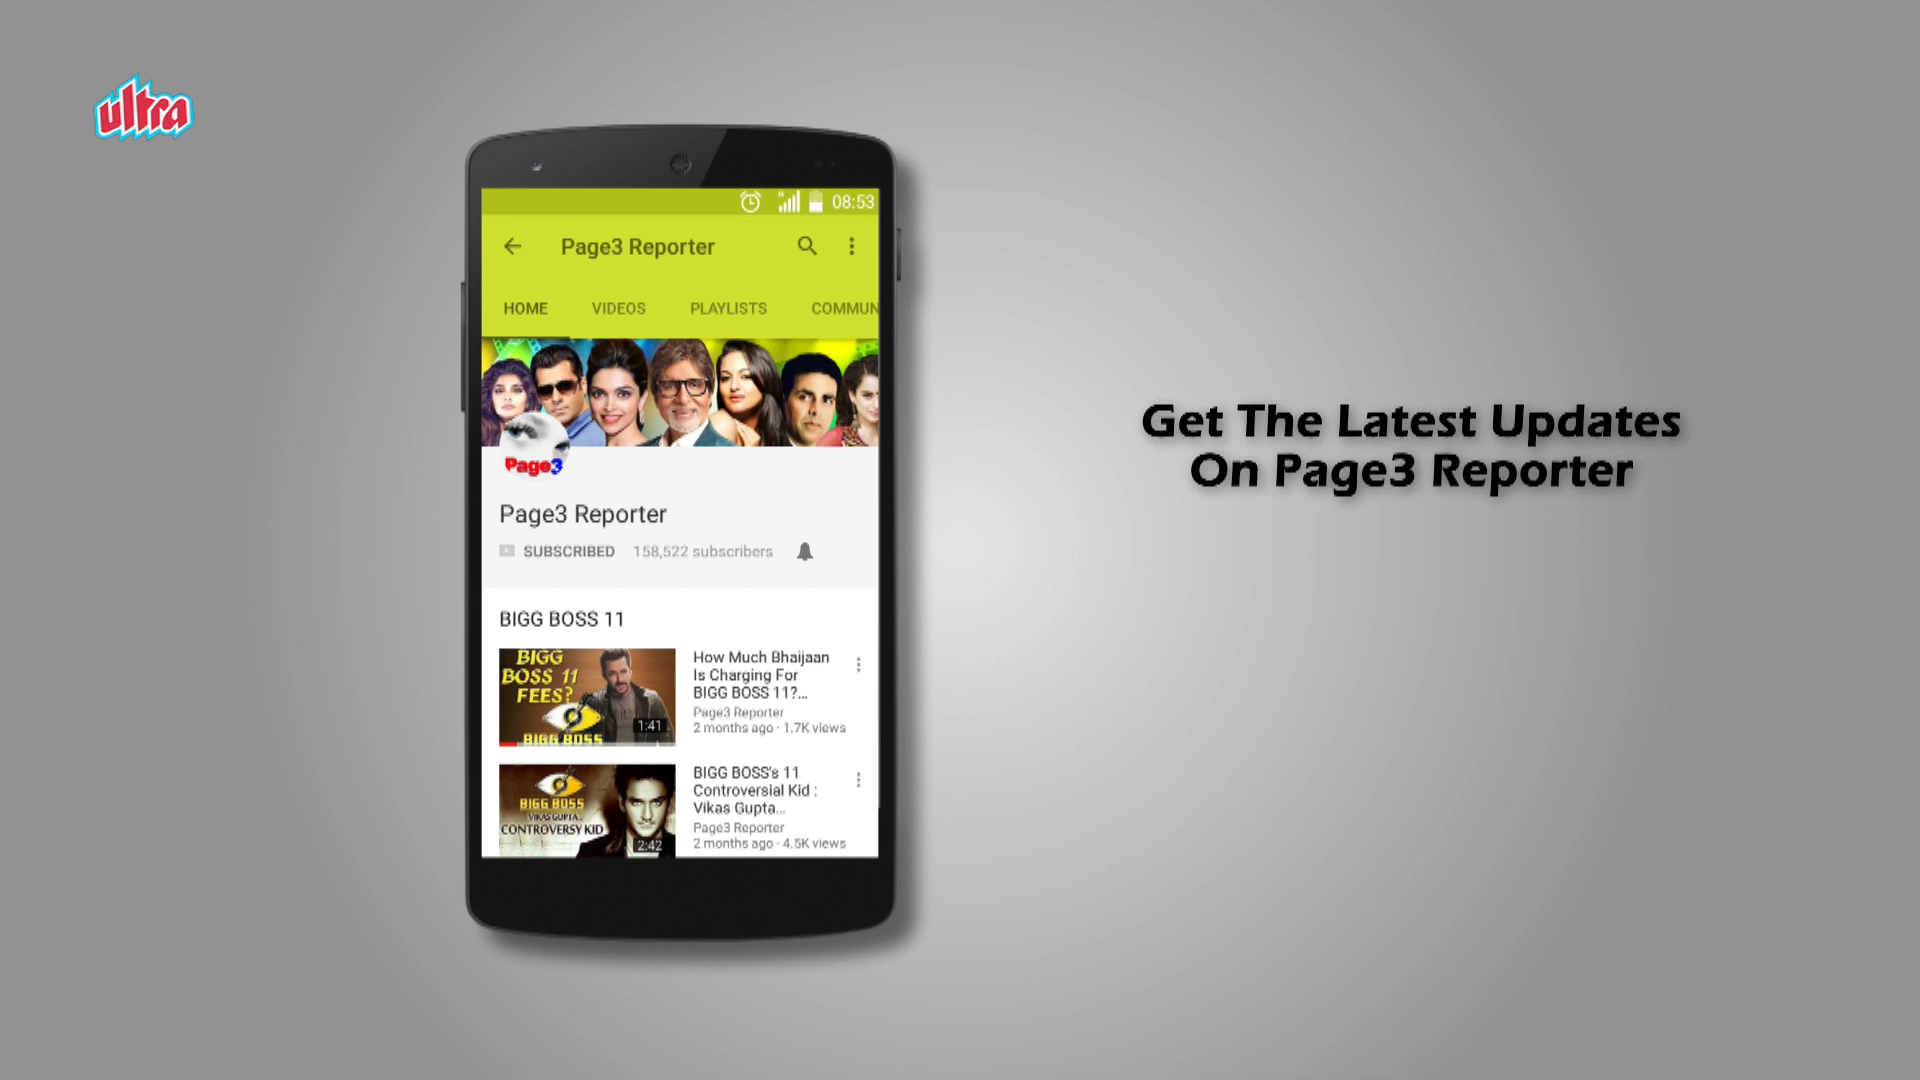 ultra
08:53
Page3 Reporter
HOME VIDEOS PLAYLISTS COMMUN
Page3
Page3 Reporter
SUBSCRIBED 158,522 subscribers
BIGG BOSS 11
BIGG
BOSS 11
FEES?
BIGG BOSS
1:41
How Much Bhaijaan
Is Charging For
BIGG BOSS 11?...
Page3 Reporter
2 months ago · 1.7K views
BIGG BOSS
VIKAS GUPTA...
CONTROVERSY KID
2:42
BIGG BOSS's 11
Controversial Kid :
Vikas Gupta...
Page3 Reporter
2 months ago · 4.5K views
Get The Latest Updates
On Page3 Reporter